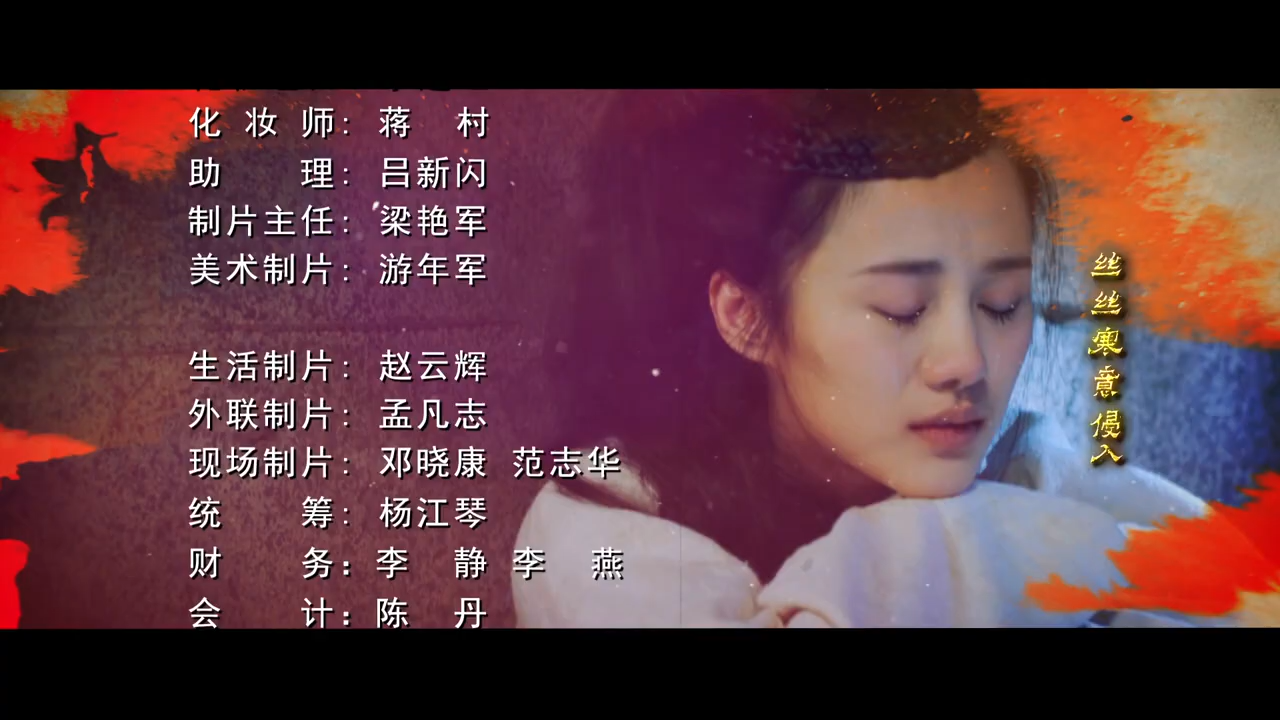 化妆师：蒋村
助理：吕新闪
制片主任：梁艳军
美术制片：游年军
生活制片：赵云辉
外联制片：孟凡志
现场制片：邓晓康 范志华
统筹：杨江琴
财务：李静 李燕
会计：陈丹
丝丝寒意侵入